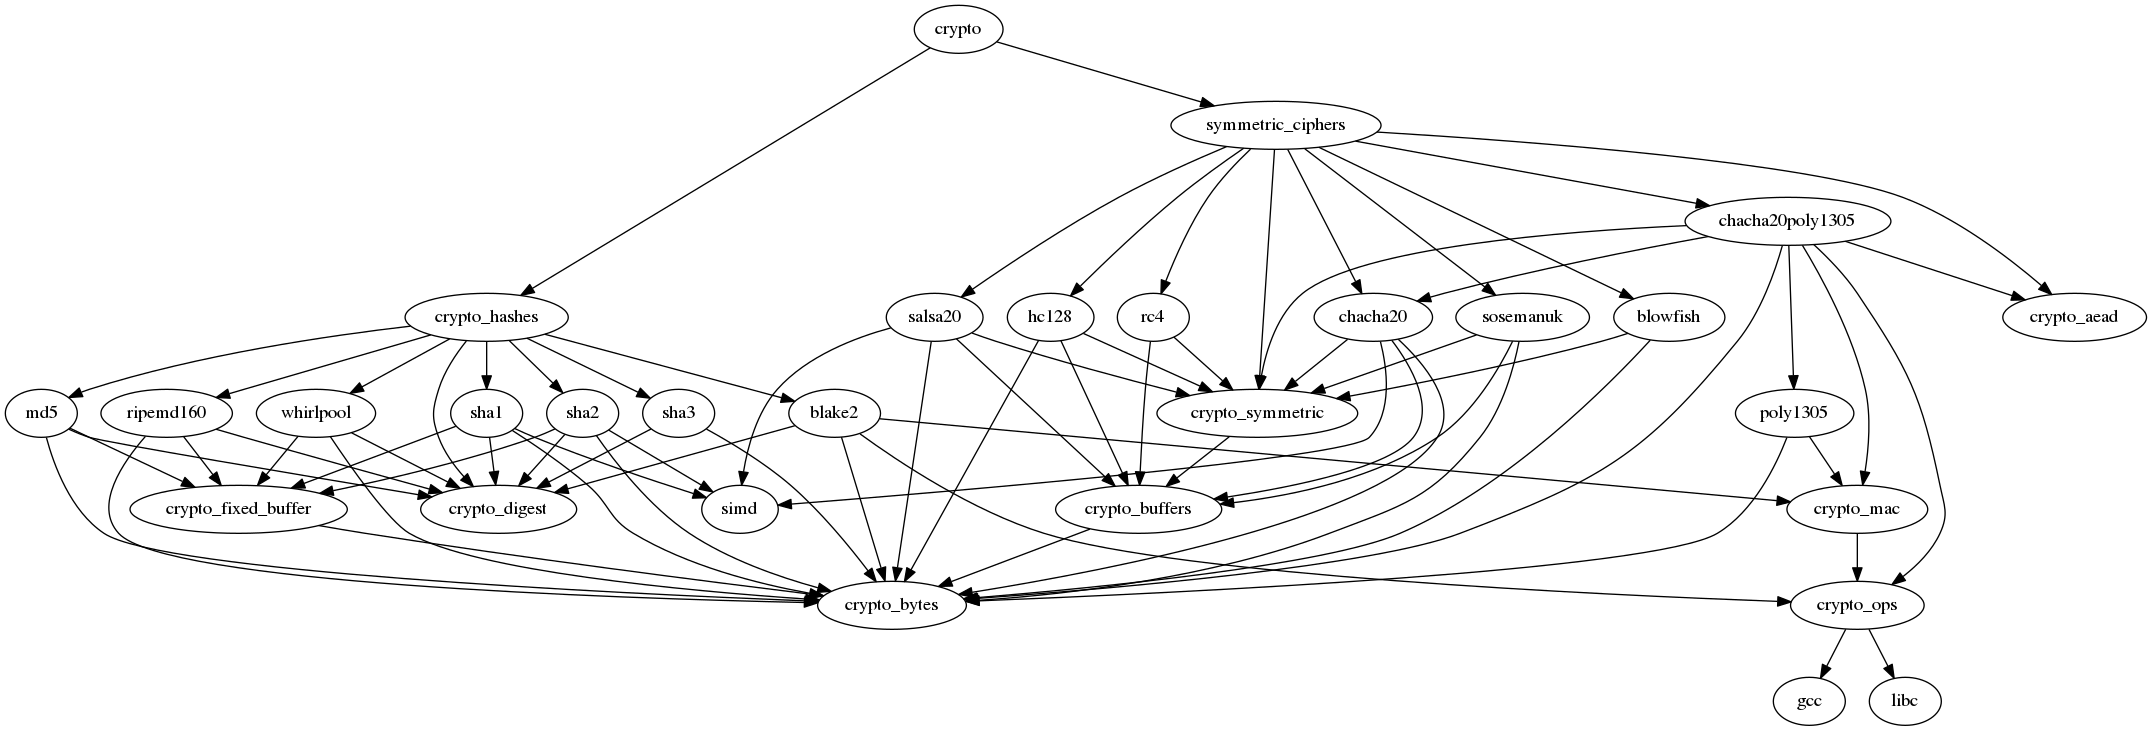 crypto
symmetric_ciphers
chacha20poly1305
crypto_hashes
salsa20
hc128
rc4
chacha20
sosemanuk
blowfish
crypto_aead
md5
ripemd160
whirlpool
sha1
sha2
sha3
blake2
crypto_symmetric
poly1305
crypto_fixed_buffer
crypto_digest
simd
crypto_buffers
crypto_mac
crypto_bytes
crypto_ops
gcc
libc